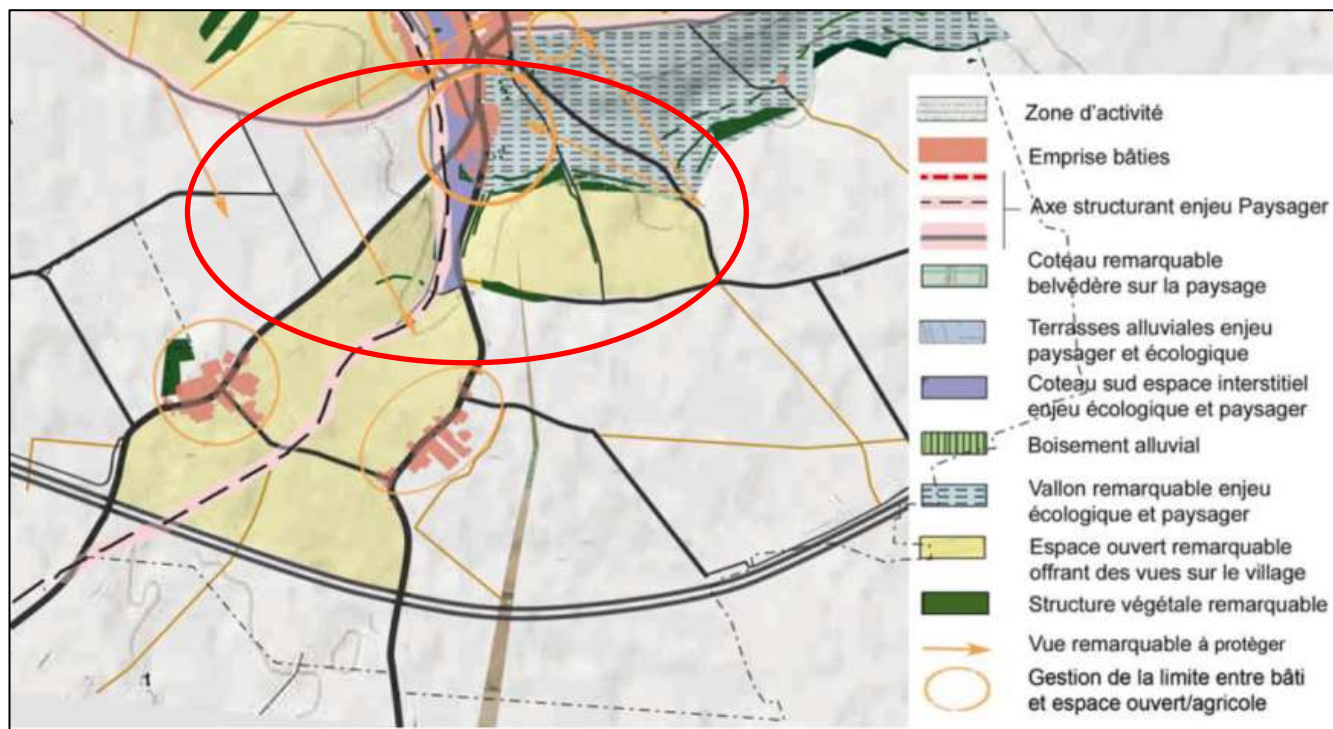 Zone d'activité
Emprise bâties
Axe structurant enjeu Paysager
Coteau remarquable
belvédère sur la paysage
Terrasses alluviales enjeu
paysager et écologique
Coteau sud espace interstitiel
enjeu écologique et paysager
Boisement alluvial
Vallon remarquable enjeu
écologique et paysager
Espace ouvert remarquable
offrant des vues sur le village
Structure végétale remarquable
Vue remarquable à protèger
Gestion de la limite entre bâti
et espace ouvert/agricole